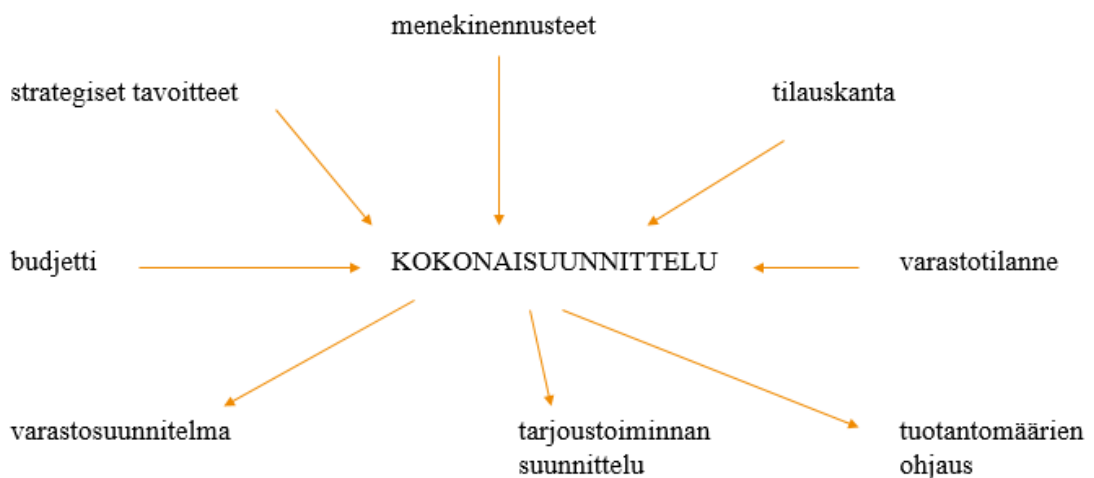 menekinennusteet
strategiset tavoitteet
tilauskanta
budjetti
KOKONAISUUNNITTELU
varastotilanne
varastosuunnitelma
tarjoustoiminnan
suunnittelu
tuotantomäärien
ohjaus